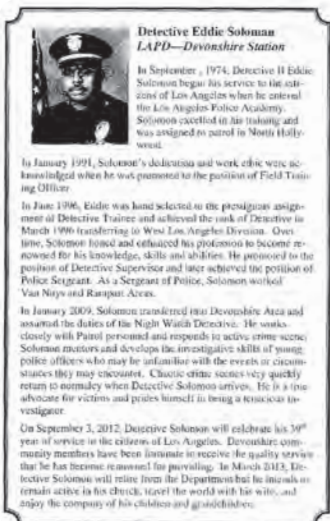 Detective Eddie Soloman
LAPD—Devonshire Station
In September , 1974, Detective II Eddie
Solomon began his service to the citi-
zens of Los Angeles when he entered
the Los Angeles Police Academy.
Solomon excelled in his training and
was assigned to patrol in North Holly-
wood.
In January 1991, Solomon's dedication and work ethic were ac-
knowledged when he was promoted to the position of Field Train-
ing Officer.
In June 1996, Eddie was hand selected to the prestigious assign-
ment of Detective Trainee and achieved the rank of Detective in
March 1996 transferring to West Los Angeles Division. Over
time, Solomon honed and enhanced his profession to become re-
nowned for his knowledge, skills and abilities. He promoted to the
position of Detective Supervisor and later achieved the position of
Police Sergeant. As a Sergeant of Police, Solomon worked
Van Nuys and Rampart Areas.
In January 2009, Solomon transferred into Devonshire Area and
assumed the duties of the Night Watch Detective. He works
closely with Patrol personnel and responds to active crime scenes.
Solomon mentors and develops the investigative skills of young
police officers who may be unfamiliar with the events or circum-
stances they may encounter. Chaotic crime scenes very quickly
return to normalcy when Detective Solomon arrives. He is a true
advocate for victims and prides himself in being a tenacious in-
vestigator.
On September 3, 2012, Detective Solomon will celebrate his 39th
year of service to the citizens of Los Angeles. Devonshire com-
munity members have been fortunate to receive the quality service
that he has become renowned for providing. In March 2013, De-
tective Solomon will retire from the Department but he intends to
remain active in his church, travel the world with his wife, and
enjoy the company of his children and grandchildren.